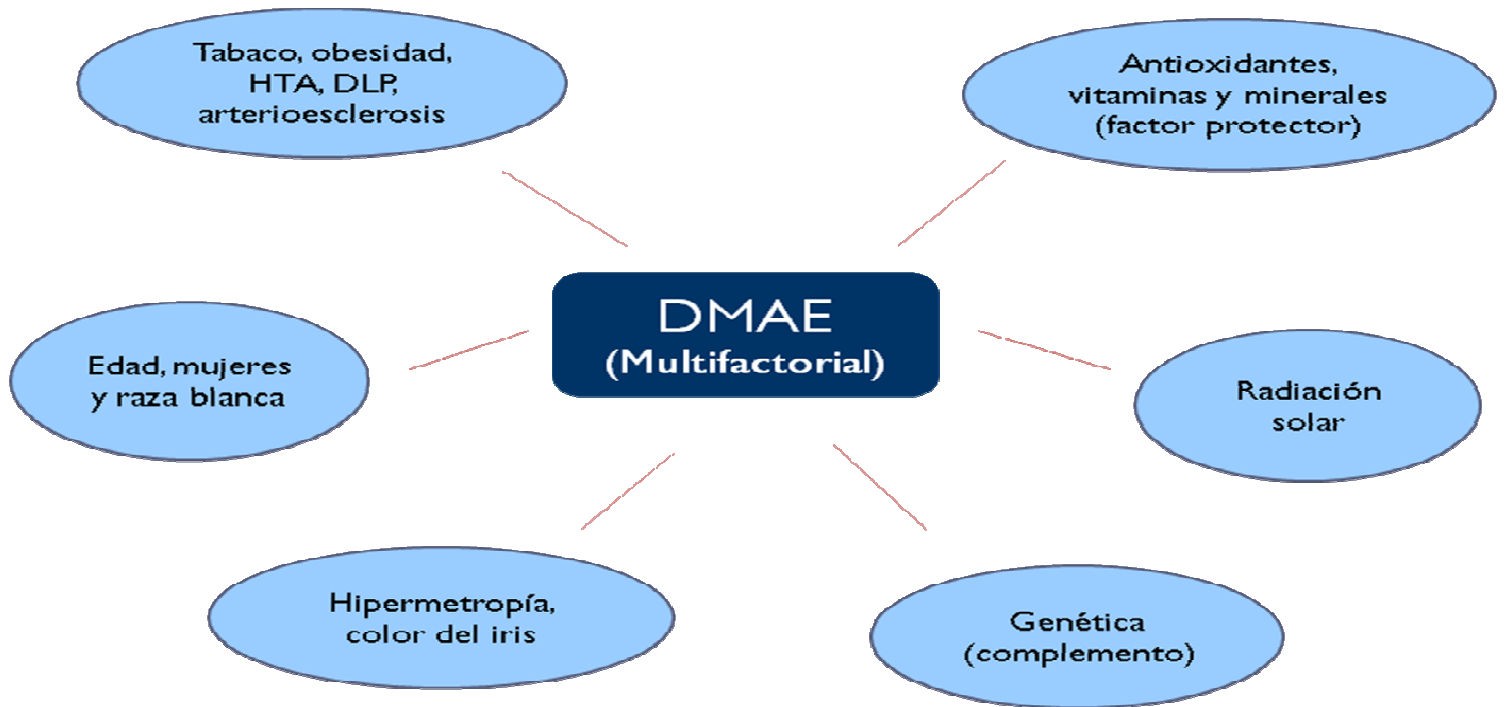 Tabaco, obesidad,
HTA, DLP,
arterioesclerosis
Antioxidantes,
vitaminas y minerales
(factor protector)
DMAE
(Multifactorial)
Edad, mujeres
y raza blanca
Radiación
solar
Hipermetropía,
color del iris
Genética
(complemento)